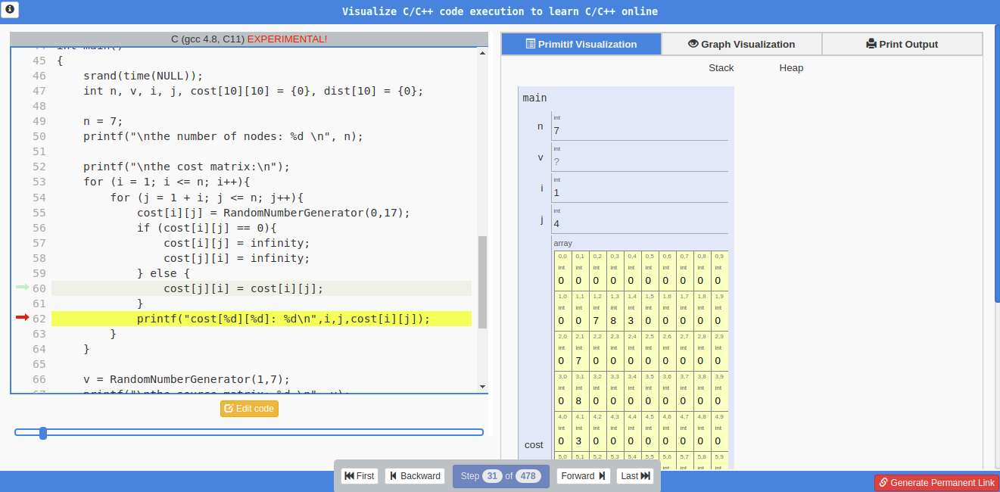 Visualize C/C++ code execution to learn C/C++ online
C (gcc 4.8, C11) EXPERIMENTAL!
44 int main()
45 {
46 srand(time(NULL));
47 int n, v, i, j, cost[10][10] = {0}, dist[10] = {0};
48
49 n = 7;
50 printf("\nthe number of nodes: %d \n", n);
51
52 printf("\nthe cost matrix:\n");
53 for (i = 1; i <= n; i++){
54 for (j = 1 + i; j <= n; j++){
55 cost[i][j] = RandomNumberGenerator(0,17);
56 if (cost[i][j] == 0){
57 cost[i][j] = infinity;
58 cost[j][i] = infinity;
59 } else {
60 cost[j][i] = cost[i][j];
61 }
62 printf("cost[%d][%d]: %d\n",i,j,cost[i][j]);
63 }
64 }
65
66 v = RandomNumberGenerator(1,7);
67 printf("\nthe source matrix: %d \n", v);
Edit code
Primitif Visualization
Graph Visualization
Print Output
Stack Heap
main
int
n 7
int
v ?
int
i 1
int
j 4
array
0,0 0,1 0,2 0,3 0,4 0,5 0,6 0,7 0,8 0,9
int int int int int int int int int int
0 0 0 0 0 0 0 0 0 0
1,0 1,1 1,2 1,3 1,4 1,5 1,6 1,7 1,8 1,9
int int int int int int int int int int
0 0 7 8 3 0 0 0 0 0
2,0 2,1 2,2 2,3 2,4 2,5 2,6 2,7 2,8 2,9
int int int int int int int int int int
0 7 0 0 0 0 0 0 0 0
3,0 3,1 3,2 3,3 3,4 3,5 3,6 3,7 3,8 3,9
int int int int int int int int int int
0 8 0 0 0 0 0 0 0 0
4,0 4,1 4,2 4,3 4,4 4,5 4,6 4,7 4,8 4,9
int int int int int int int int int int
cost 0 3 0 0 0 0 0 0 0 0
5,0 5,1 5,2 5,3 5,4 5,5 5,6 5,7 5,8 5,9
int int int int
First
Backward
Step 31 of 478
Forward
Last
Generate Permanent Link